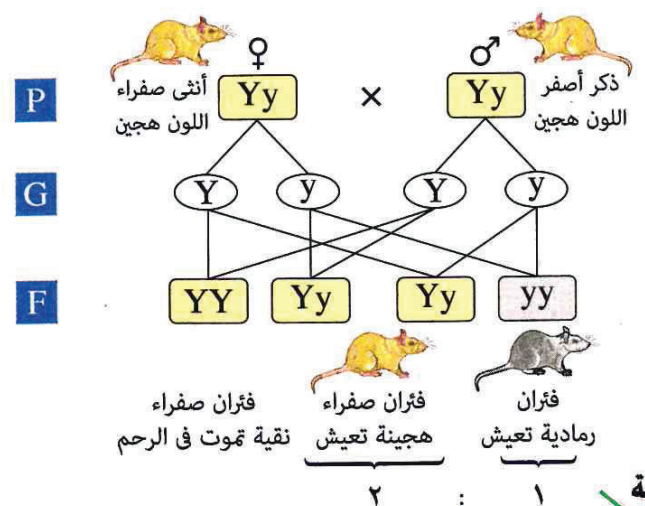 ♀ ♂
P أنثى صفراء اللون هجين Yy × Yy ذكر أصفر اللون هجين
G Y y Y y
F YY Yy Yy yy
فئران صفراء فئران صفراء فئران
نقية تموت فى الرحم هجينة تعيش رمادية تعيش
٢ : ١